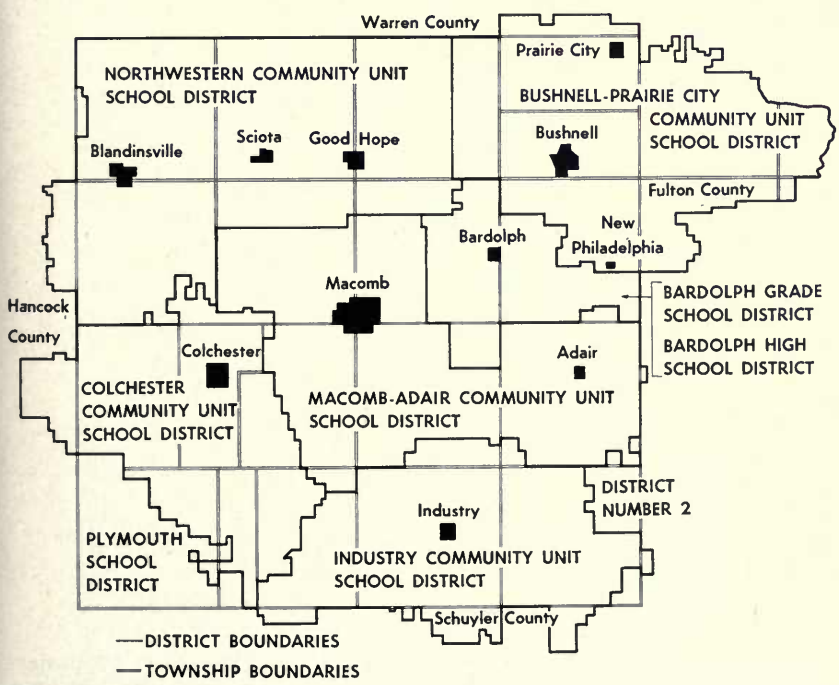 Warren County
Prairie City
NORTHWESTERN COMMUNITY UNIT
SCHOOL DISTRICT
BUSHNELL-PRAIRIE CITY
COMMUNITY UNIT
SCHOOL DISTRICT
Blandinsville
Sciota
Good Hope
Bushnell
Fulton County
Bardolph
New
Philadelphia
Macomb
Hancock
County
BARDOLPH GRADE
SCHOOL DISTRICT
BARDOLPH HIGH
SCHOOL DISTRICT
Colchester
Adair
COLCHESTER
COMMUNITY UNIT
SCHOOL DISTRICT
MACOMB-ADAIR COMMUNITY UNIT
SCHOOL DISTRICT
DISTRICT
NUMBER 2
Industry
PLYMOUTH
SCHOOL
DISTRICT
INDUSTRY COMMUNITY UNIT
SCHOOL DISTRICT
Schuyler County
DISTRICT BOUNDARIES
TOWNSHIP BOUNDARIES